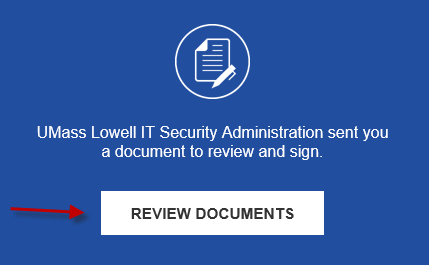 UMass Lowell IT Security Administration sent you
a document to review and sign.
REVIEW DOCUMENTS